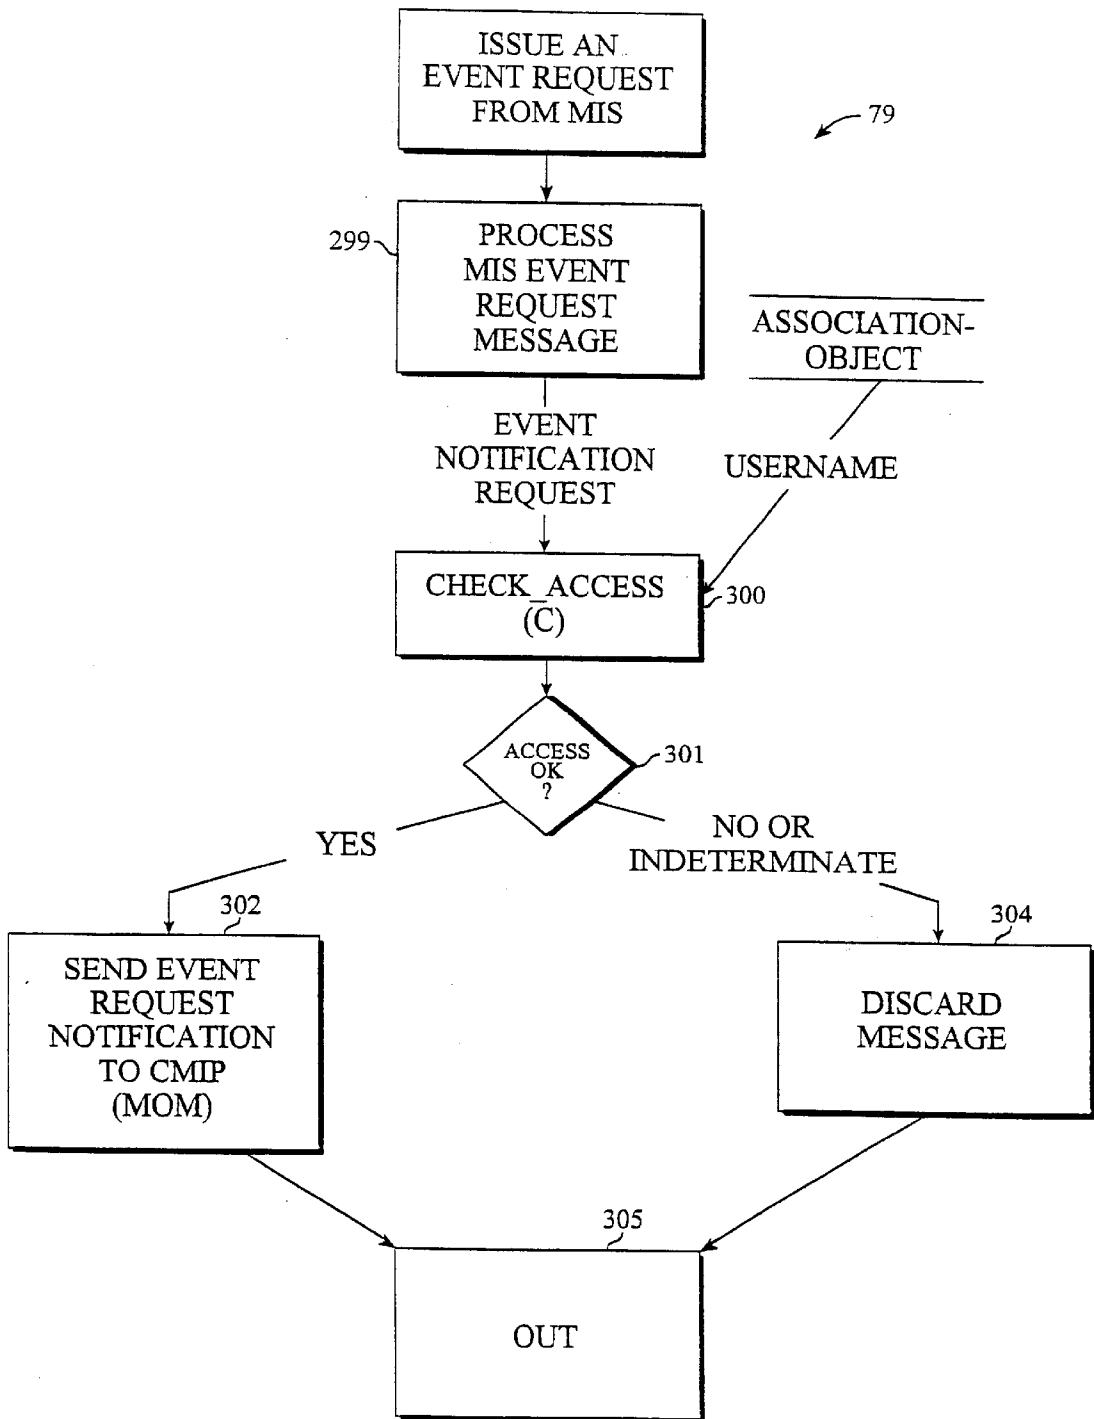 ISSUE AN
EVENT REQUEST
FROM MIS
79
299
PROCESS
MIS EVENT
REQUEST
MESSAGE
ASSOCIATION-
OBJECT
EVENT
NOTIFICATION
REQUEST
USERNAME
CHECK_ACCESS
(C)
300
ACCESS
OK
?
301
YES
NO OR
INDETERMINATE
302
SEND EVENT
REQUEST
NOTIFICATION
TO CMIP
(MOM)
304
DISCARD
MESSAGE
305
OUT